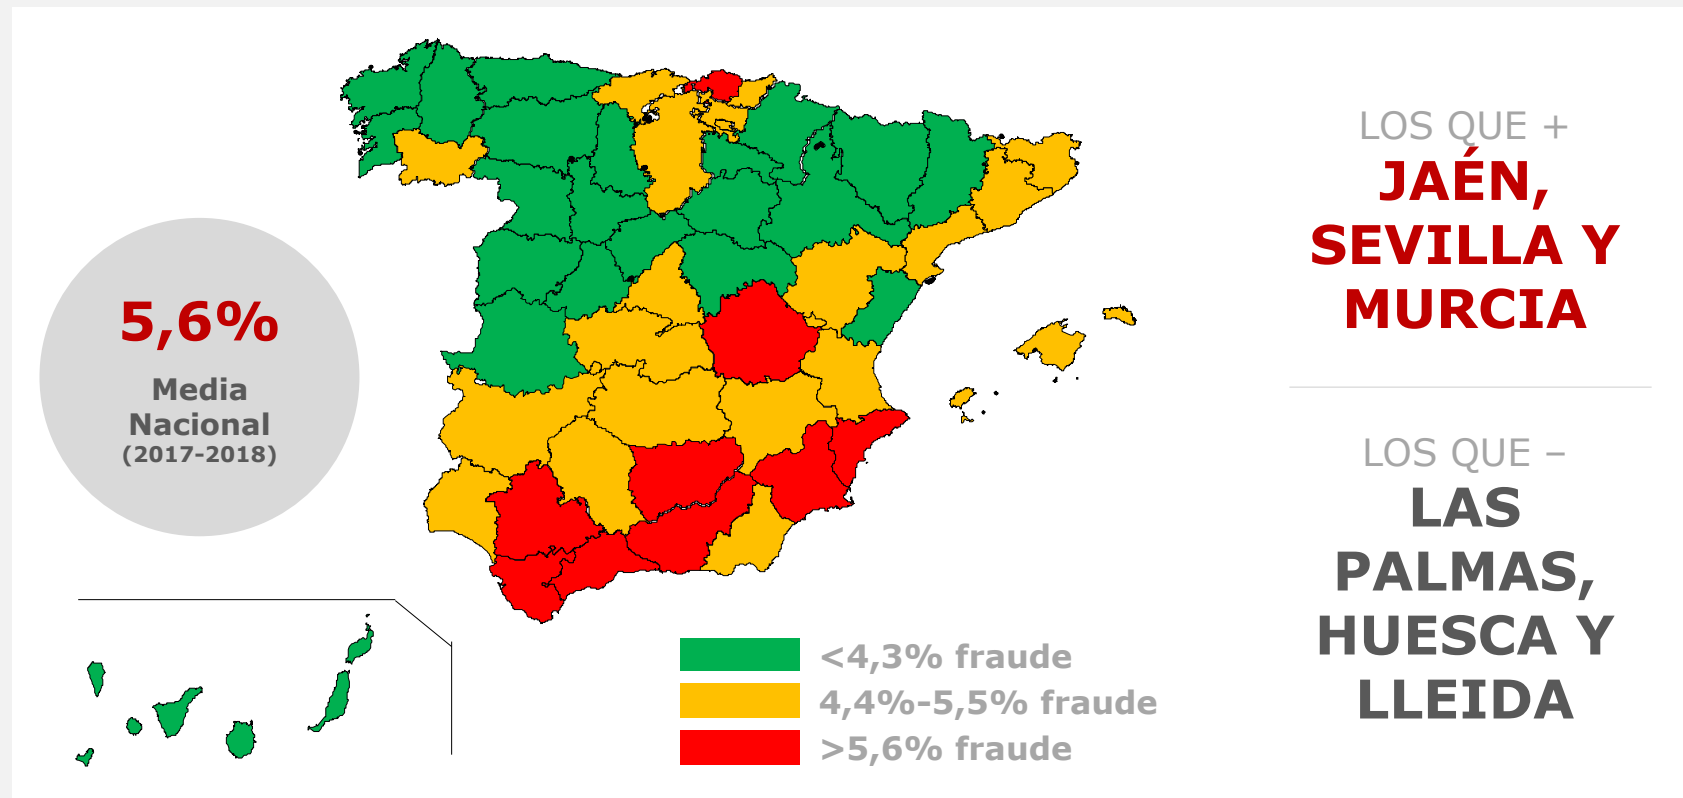 5,6%
Media
Nacional
(2017-2018)
<4,3% fraude
4,4%-5,5% fraude
>5,6% fraude
LOS QUE +
JAÉN,
SEVILLA Y
MURCIA
LOS QUE –
LAS
PALMAS,
HUESCA Y
LLEIDA